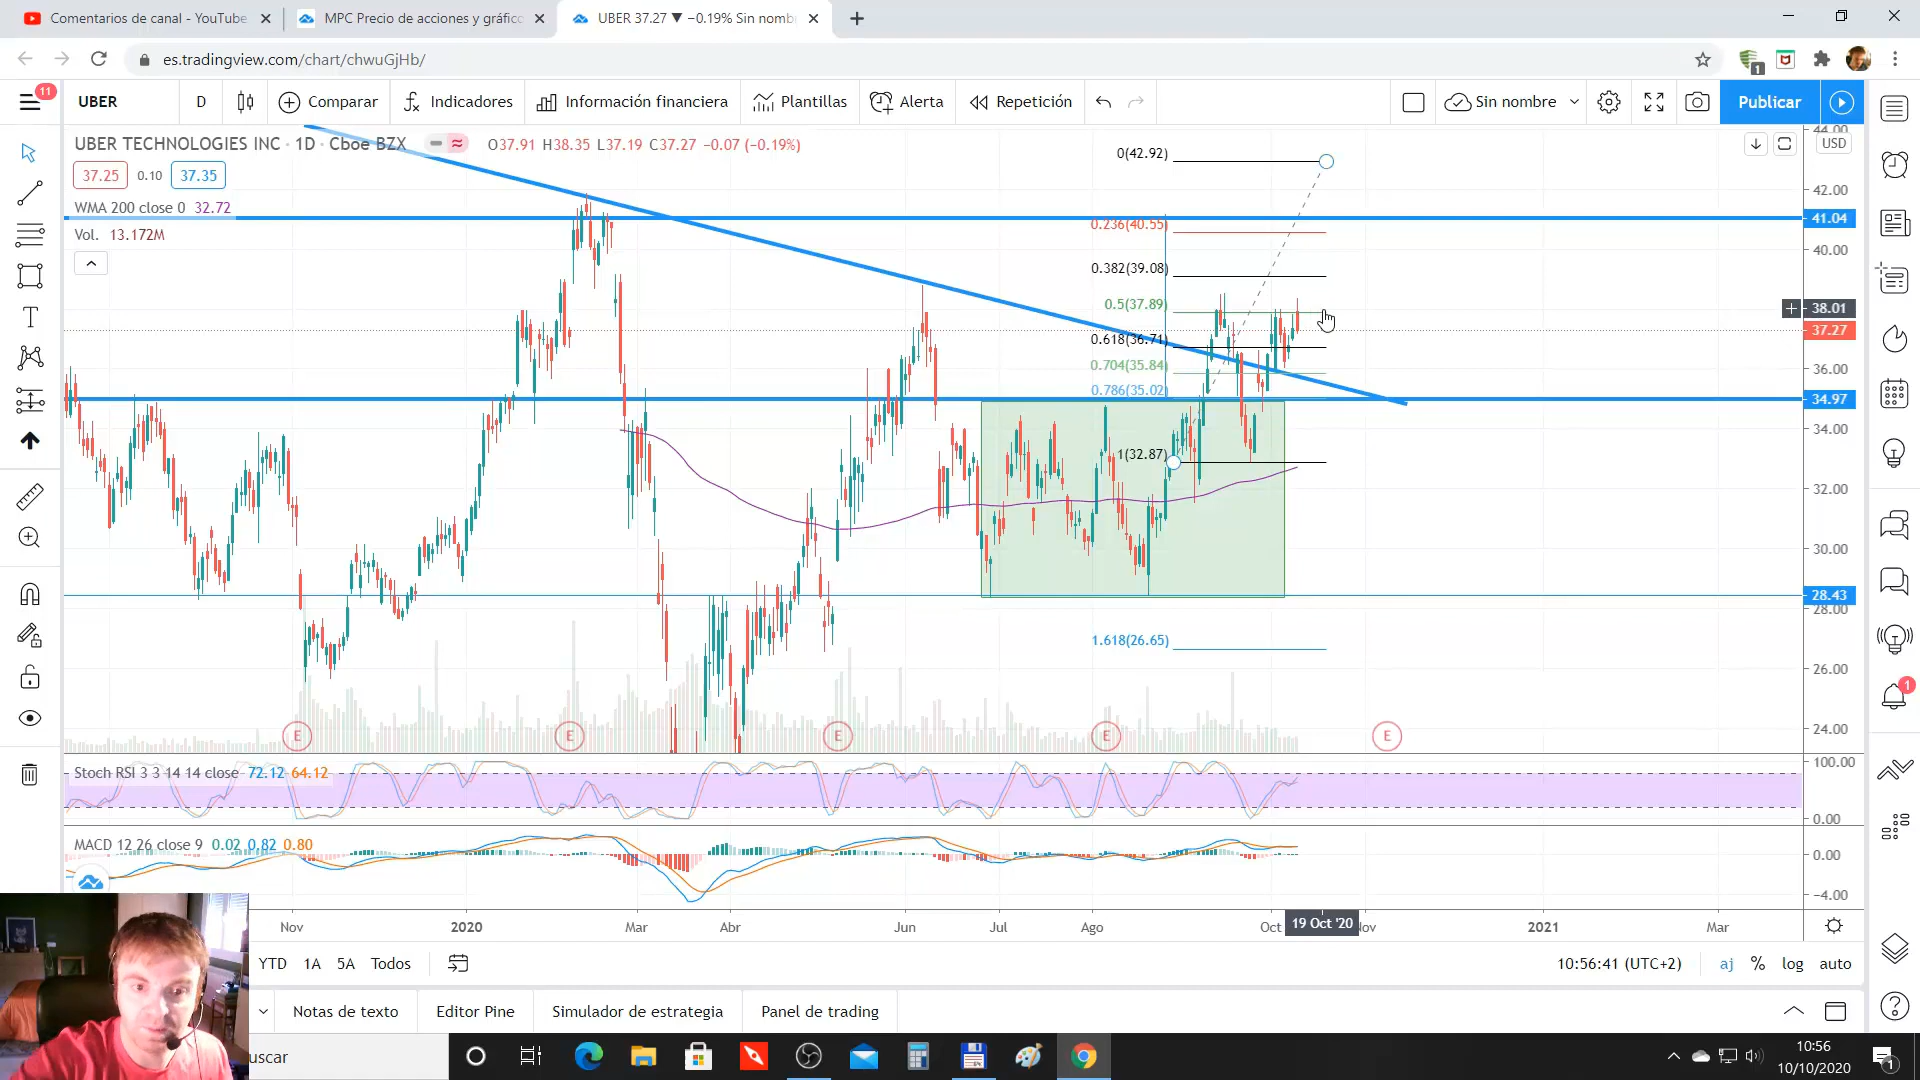 Comentarios de canal - YouTube
MPC Precio de acciones y gráfico
UBER 37.27 ▼ −0.19% Sin nomb
es.tradingview.com/chart/chwuGjHb/
1
11
UBER
D
Comparar
Indicadores
Información financiera
Plantillas
Alerta
Repetición
Sin nombre
Publicar
UBER TECHNOLOGIES INC · 1D · Cboe BZX
O37.91 H38.35 L37.19 C37.27 −0.07 (−0.19%)
37.25
0.10
37.35
WMA 200 close 0 32.72
Vol. 13.172M
0(42.92)
0.236(40.55)
0.382(39.08)
0.5(37.89)
0.618(36.71)
0.704(35.84)
0.786(35.02)
1(32.87)
1.618(26.65)
44.00
USD
42.00
41.04
40.00
38.01
37.27
36.00
34.97
34.00
32.00
30.00
28.43
28.00
26.00
24.00
E
E
E
E
E
1
Stoch RSI 3 3 14 14 close 72.12 64.12
100.00
0.00
MACD 12 26 close 9 0.02 0.82 0.80
0.00
−4.00
Nov
2020
Mar
Abr
Jun
Jul
Ago
Oct
19 Oct '20
Nov
2021
Mar
YTD
1A
5A
Todos
10:56:41 (UTC+2)
aj
%
log
auto
Notas de texto
Editor Pine
Simulador de estrategia
Panel de trading
uscar
10:56
10/10/2020
1